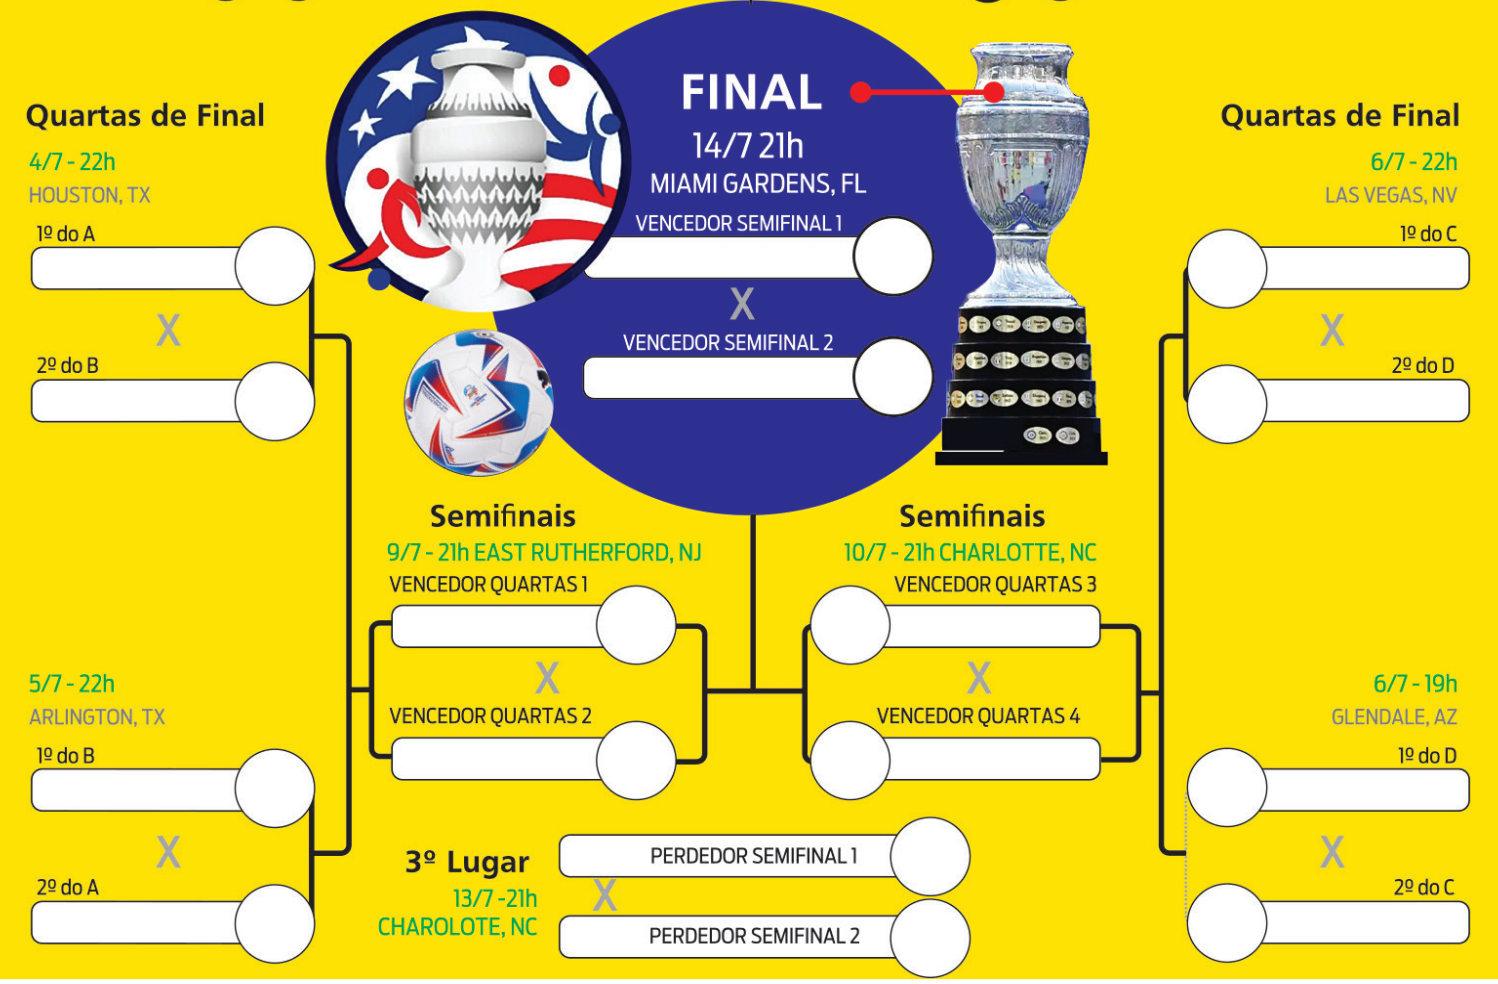 Quartas de Final
4/7 - 22h
HOUSTON, TX
1º do A
X
2º do B
5/7 - 22h
ARLINGTON, TX
1º do B
X
2º do A
FINAL
14/7 21h
MIAMI GARDENS, FL
VENCEDOR SEMIFINAL 1
X
VENCEDOR SEMIFINAL 2
Semifinais
9/7 - 21h EAST RUTHERFORD, NJ
VENCEDOR QUARTAS 1
X
VENCEDOR QUARTAS 2
Semifinais
10/7 - 21h CHARLOTTE, NC
VENCEDOR QUARTAS 3
X
VENCEDOR QUARTAS 4
3º Lugar
13/7 -21h
CHAROLOTE, NC
PERDEDOR SEMIFINAL 1
X
PERDEDOR SEMIFINAL 2
Quartas de Final
6/7 - 22h
LAS VEGAS, NV
1º do C
X
2º do D
6/7 - 19h
GLENDALE, AZ
1º do D
X
2º do C